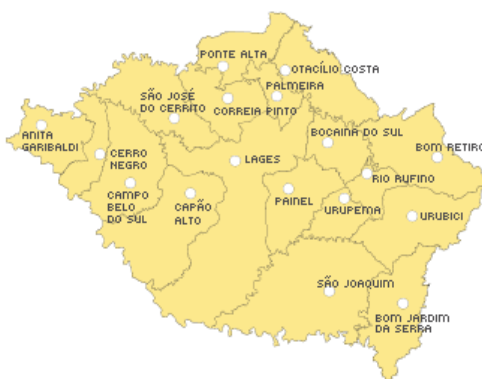 PONTE ALTA
OTACÍLIO COSTA
PALMEIRA
SÃO JOSÉ
DO CERRITO
CORREIA PINTO
ANITA
GARIBALDI
BOCAINA DO SUL
BOM RETIRO
CERRO
NEGRO
LAGES
RIO RUFINO
CAMPO
BELO
DO SUL
CAPÃO
ALTO
PAINEL
URUPEMA
URUBICI
SÃO JOAQUIM
BOM JARDIM
DA SERRA